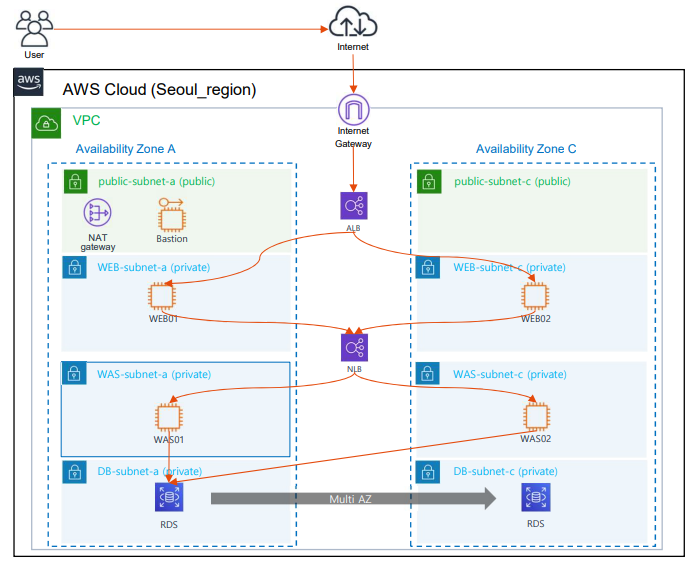 User
Internet
aws
AWS Cloud (Seoul_region)
Internet
Gateway
VPC
Availability Zone A
Availability Zone C
public-subnet-a (public)
public-subnet-c (public)
NAT
gateway
Bastion
ALB
WEB-subnet-a (private)
WEB-subnet-c (private)
WEB01
WEB02
NLB
WAS-subnet-a (private)
WAS-subnet-c (private)
WAS01
WAS02
DB-subnet-a (private)
DB-subnet-c (private)
Multi AZ
RDS
RDS